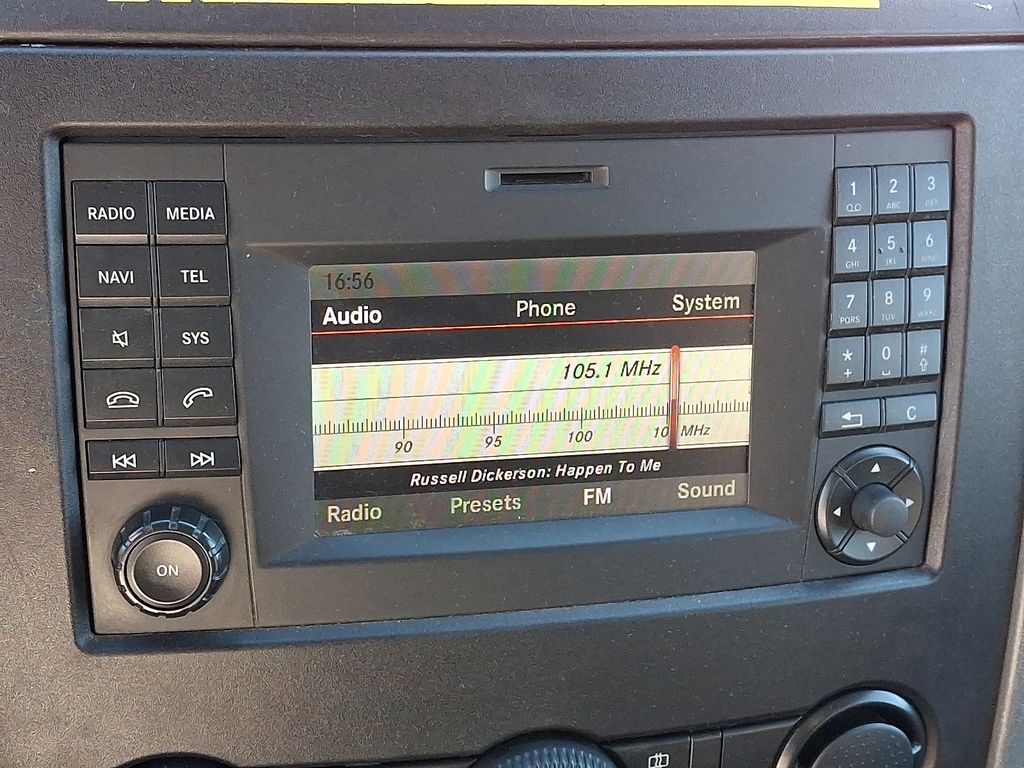 RADIO MEDIA
NAVI TEL
SYS
ON
16:56
Audio Phone System
105.1 MHz
90 95 100 10 MHz
Russell Dickerson: Happen To Me
Radio Presets FM Sound
1 2 ABC 3 DEF
4 GHI 5 JKL 6 MNO
7 PQRS 8 TUV 9 WXYZ
* + 0 #
C